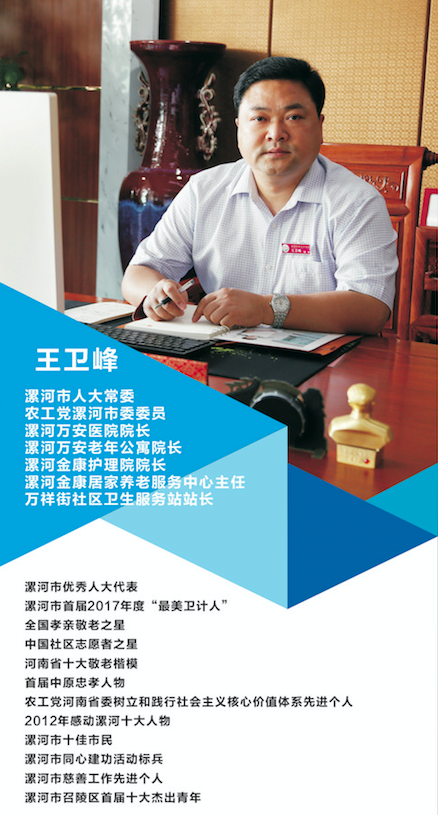 王卫峰
漯河市人大常委
农工党漯河市委委员
漯河万安医院院长
漯河万安老年公寓院长
漯河金康护理院院长
漯河金康居家养老服务中心主任
万祥街社区卫生服务站站长
漯河市优秀人大代表
漯河市首届2017年度“最美卫计人”
全国孝亲敬老之星
中国社区志愿者之星
河南省十大敬老楷模
首届中原忠孝人物
农工党河南省委树立和践行社会主义核心价值体系先进个人
2012年感动漯河十大人物
漯河市十佳市民
漯河市同心建功活动标兵
漯河市慈善工作先进个人
漯河市召陵区首届十大杰出青年